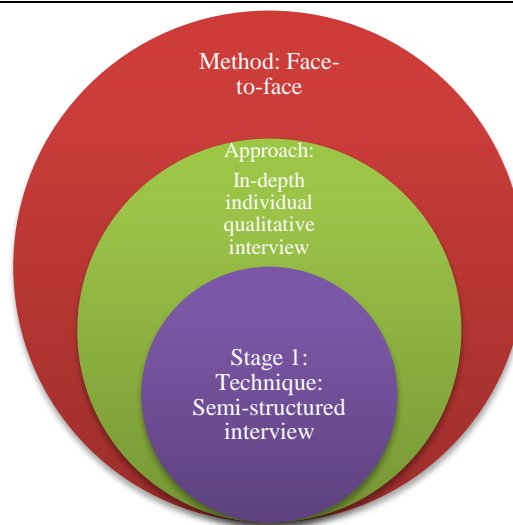 Method: Face-
to-face
Approach:
In-depth
individual
qualitative
interview
Stage 1:
Technique:
Semi-structured
interview